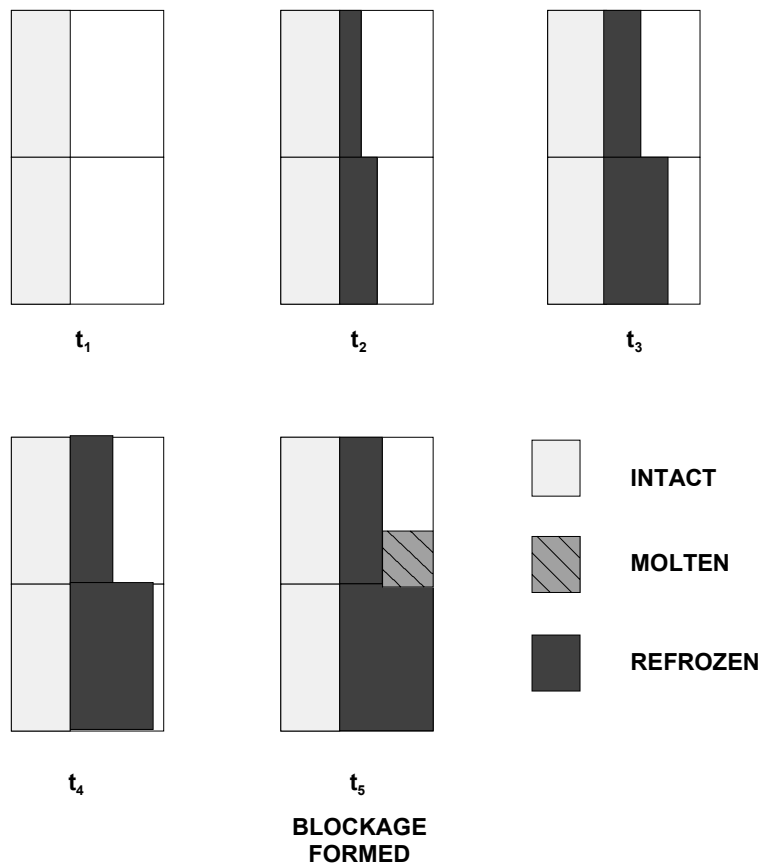 t₁
t₂
t₃
INTACT
MOLTEN
REFROZEN
t₄
t₅
BLOCKAGE
FORMED